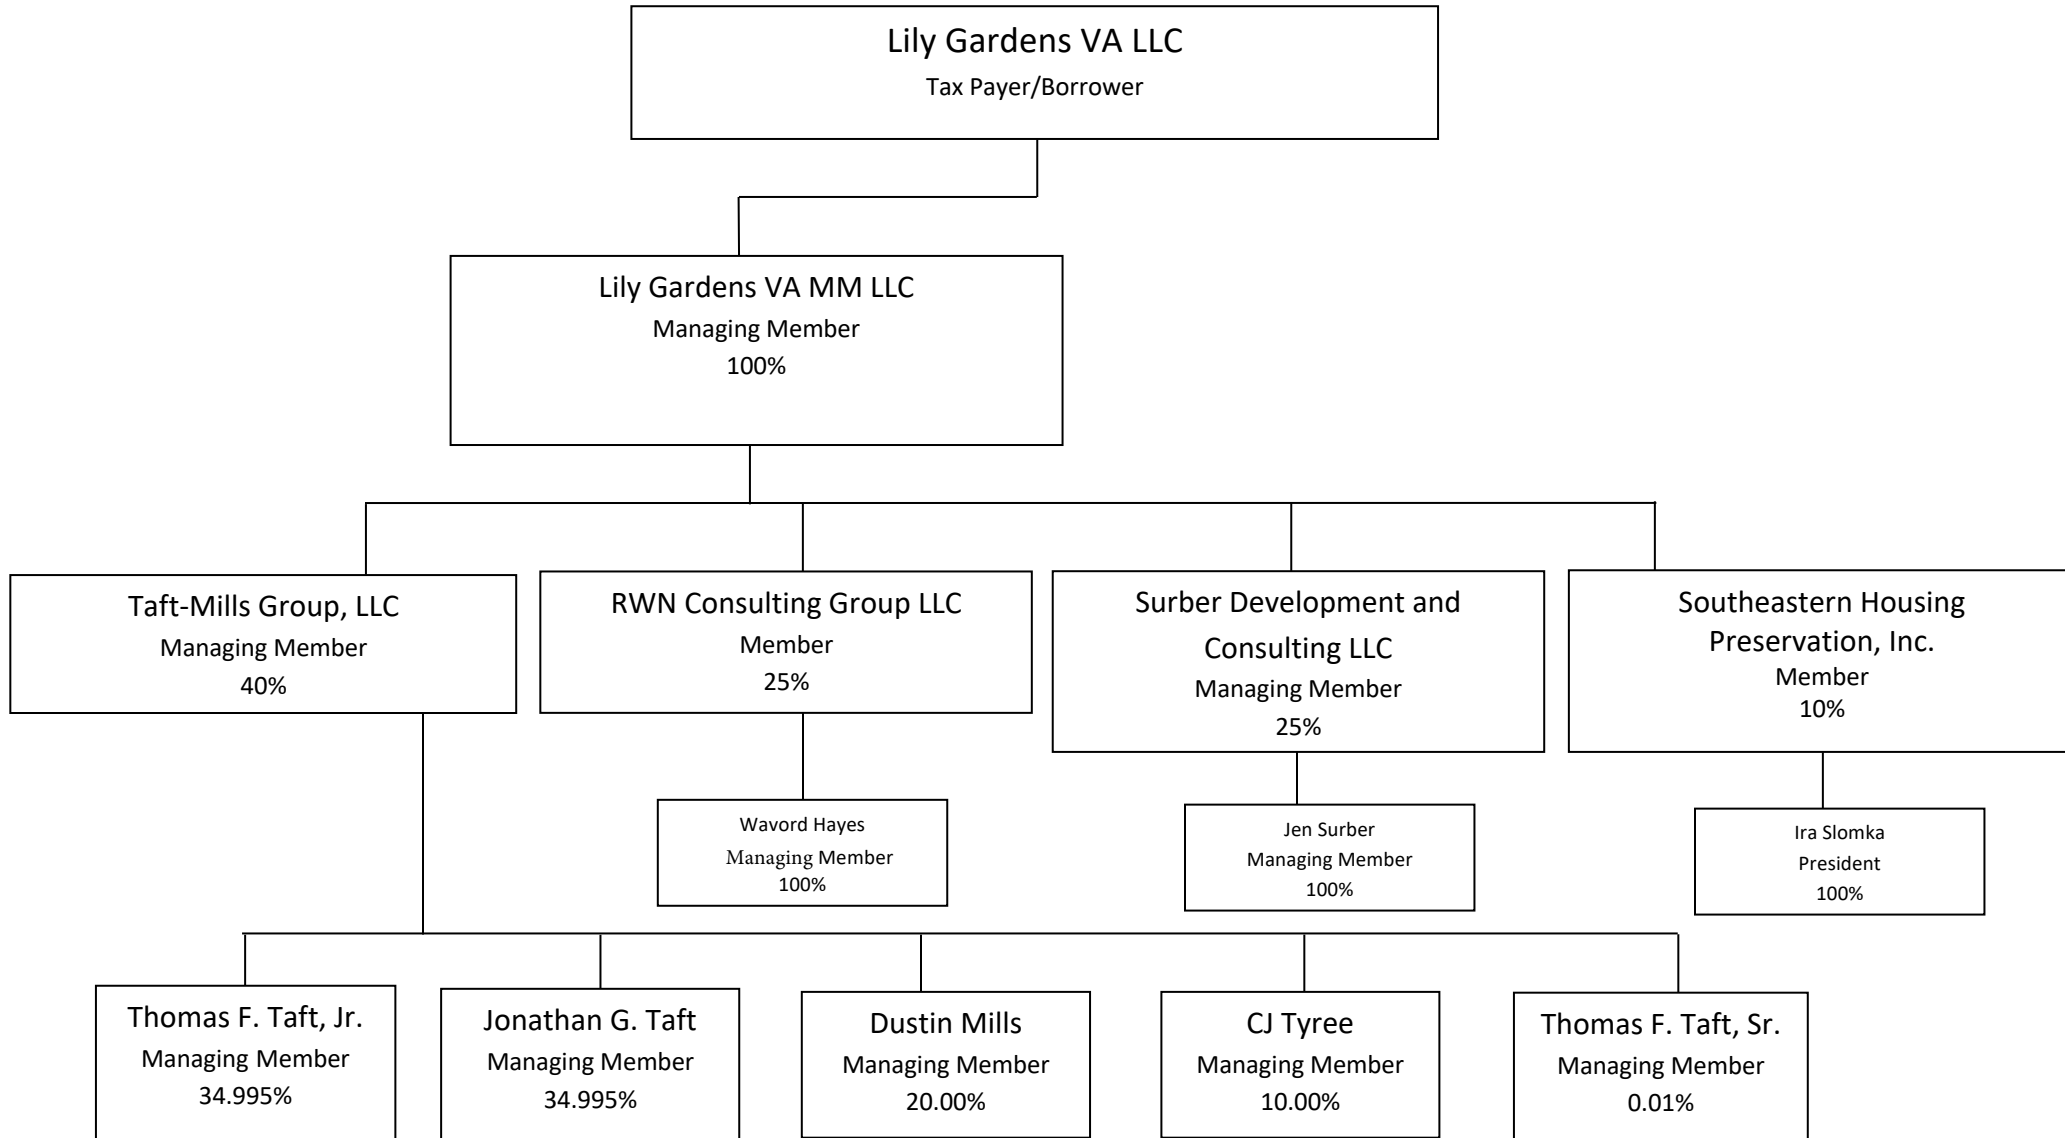 Lily Gardens VA LLC
Tax Payer/Borrower
Lily Gardens VA MM LLC
Managing Member
100%
Taft-Mills Group, LLC
Managing Member
40%
RWN Consulting Group LLC
Member
25%
Surber Development and
Consulting LLC
Managing Member
25%
Southeastern Housing
Preservation, Inc.
Member
10%
Wavord Hayes
Managing Member
100%
Jen Surber
Managing Member
100%
Ira Slomka
President
100%
Thomas F. Taft, Jr.
Managing Member
34.995%
Jonathan G. Taft
Managing Member
34.995%
Dustin Mills
Managing Member
20.00%
CJ Tyree
Managing Member
10.00%
Thomas F. Taft, Sr.
Managing Member
0.01%